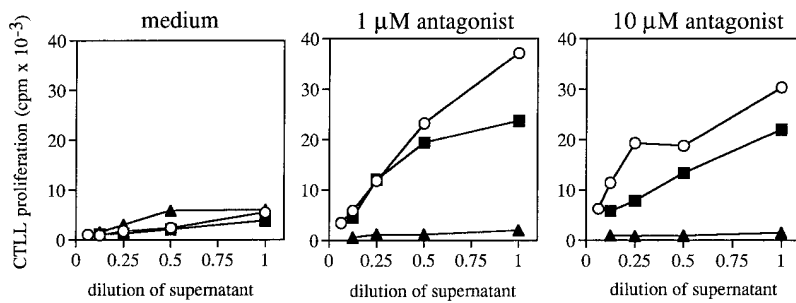 medium
1 μM antagonist
10 μM antagonist
CTLL proliferation (cpm x 10⁻³)
40
30
20
10
0
0 0.25 0.5 0.75 1
dilution of supernatant
40
30
20
10
0
0 0.25 0.5 0.75 1
dilution of supernatant
40
30
20
10
0
0 0.25 0.5 0.75 1
dilution of supernatant